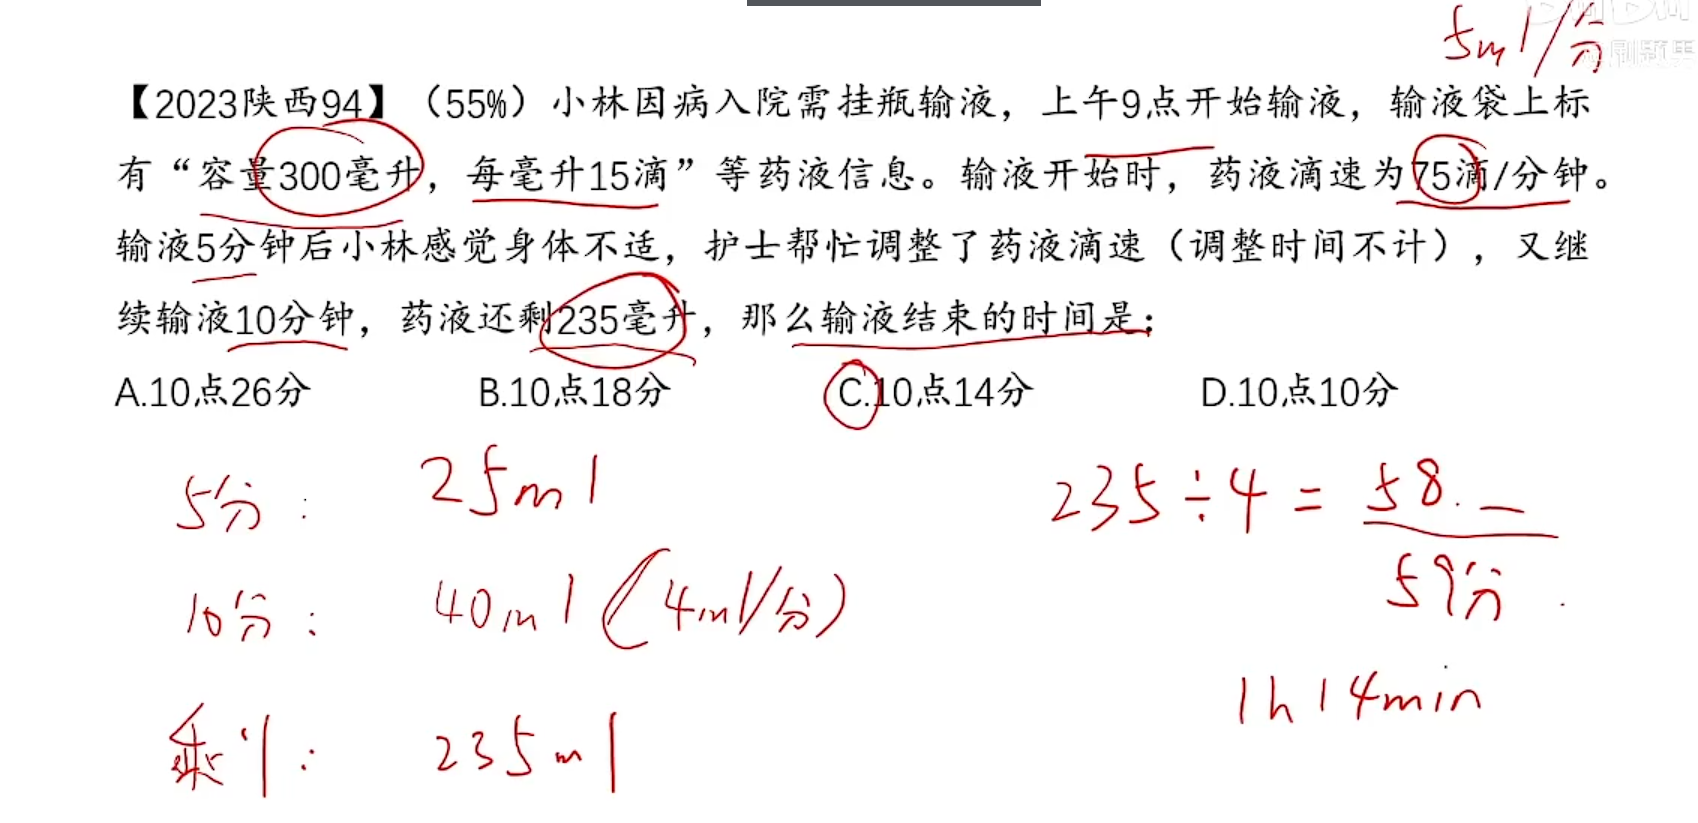 5ml/分
【2023陕西94】（55%）小林因病入院需挂瓶输液，上午9点开始输液，输液袋上标
有“容量300毫升，每毫升15滴”等药液信息。输液开始时，药液滴速为75滴/分钟。
输液5分钟后小林感觉身体不适，护士帮忙调整了药液滴速（调整时间不计），又继
续输液10分钟，药液还剩235毫升，那么输液结束的时间是：
A.10点26分 B.10点18分 C.10点14分 D.10点10分
5分： 25ml
235÷4=58.
59分
10分： 40ml (4ml/分)
1h14min
剩： 235ml